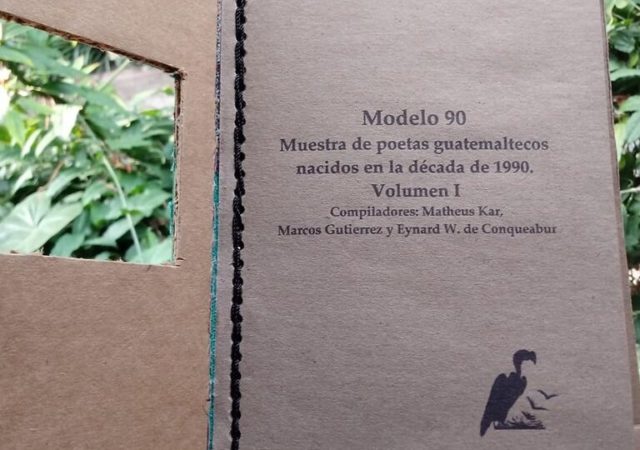 Modelo 90
Muestra de poetas guatemaltecos
nacidos en la década de 1990.
Volumen I
Compiladores: Matheus Kar,
Marcos Gutierrez y Eynard W. de Conqueabur